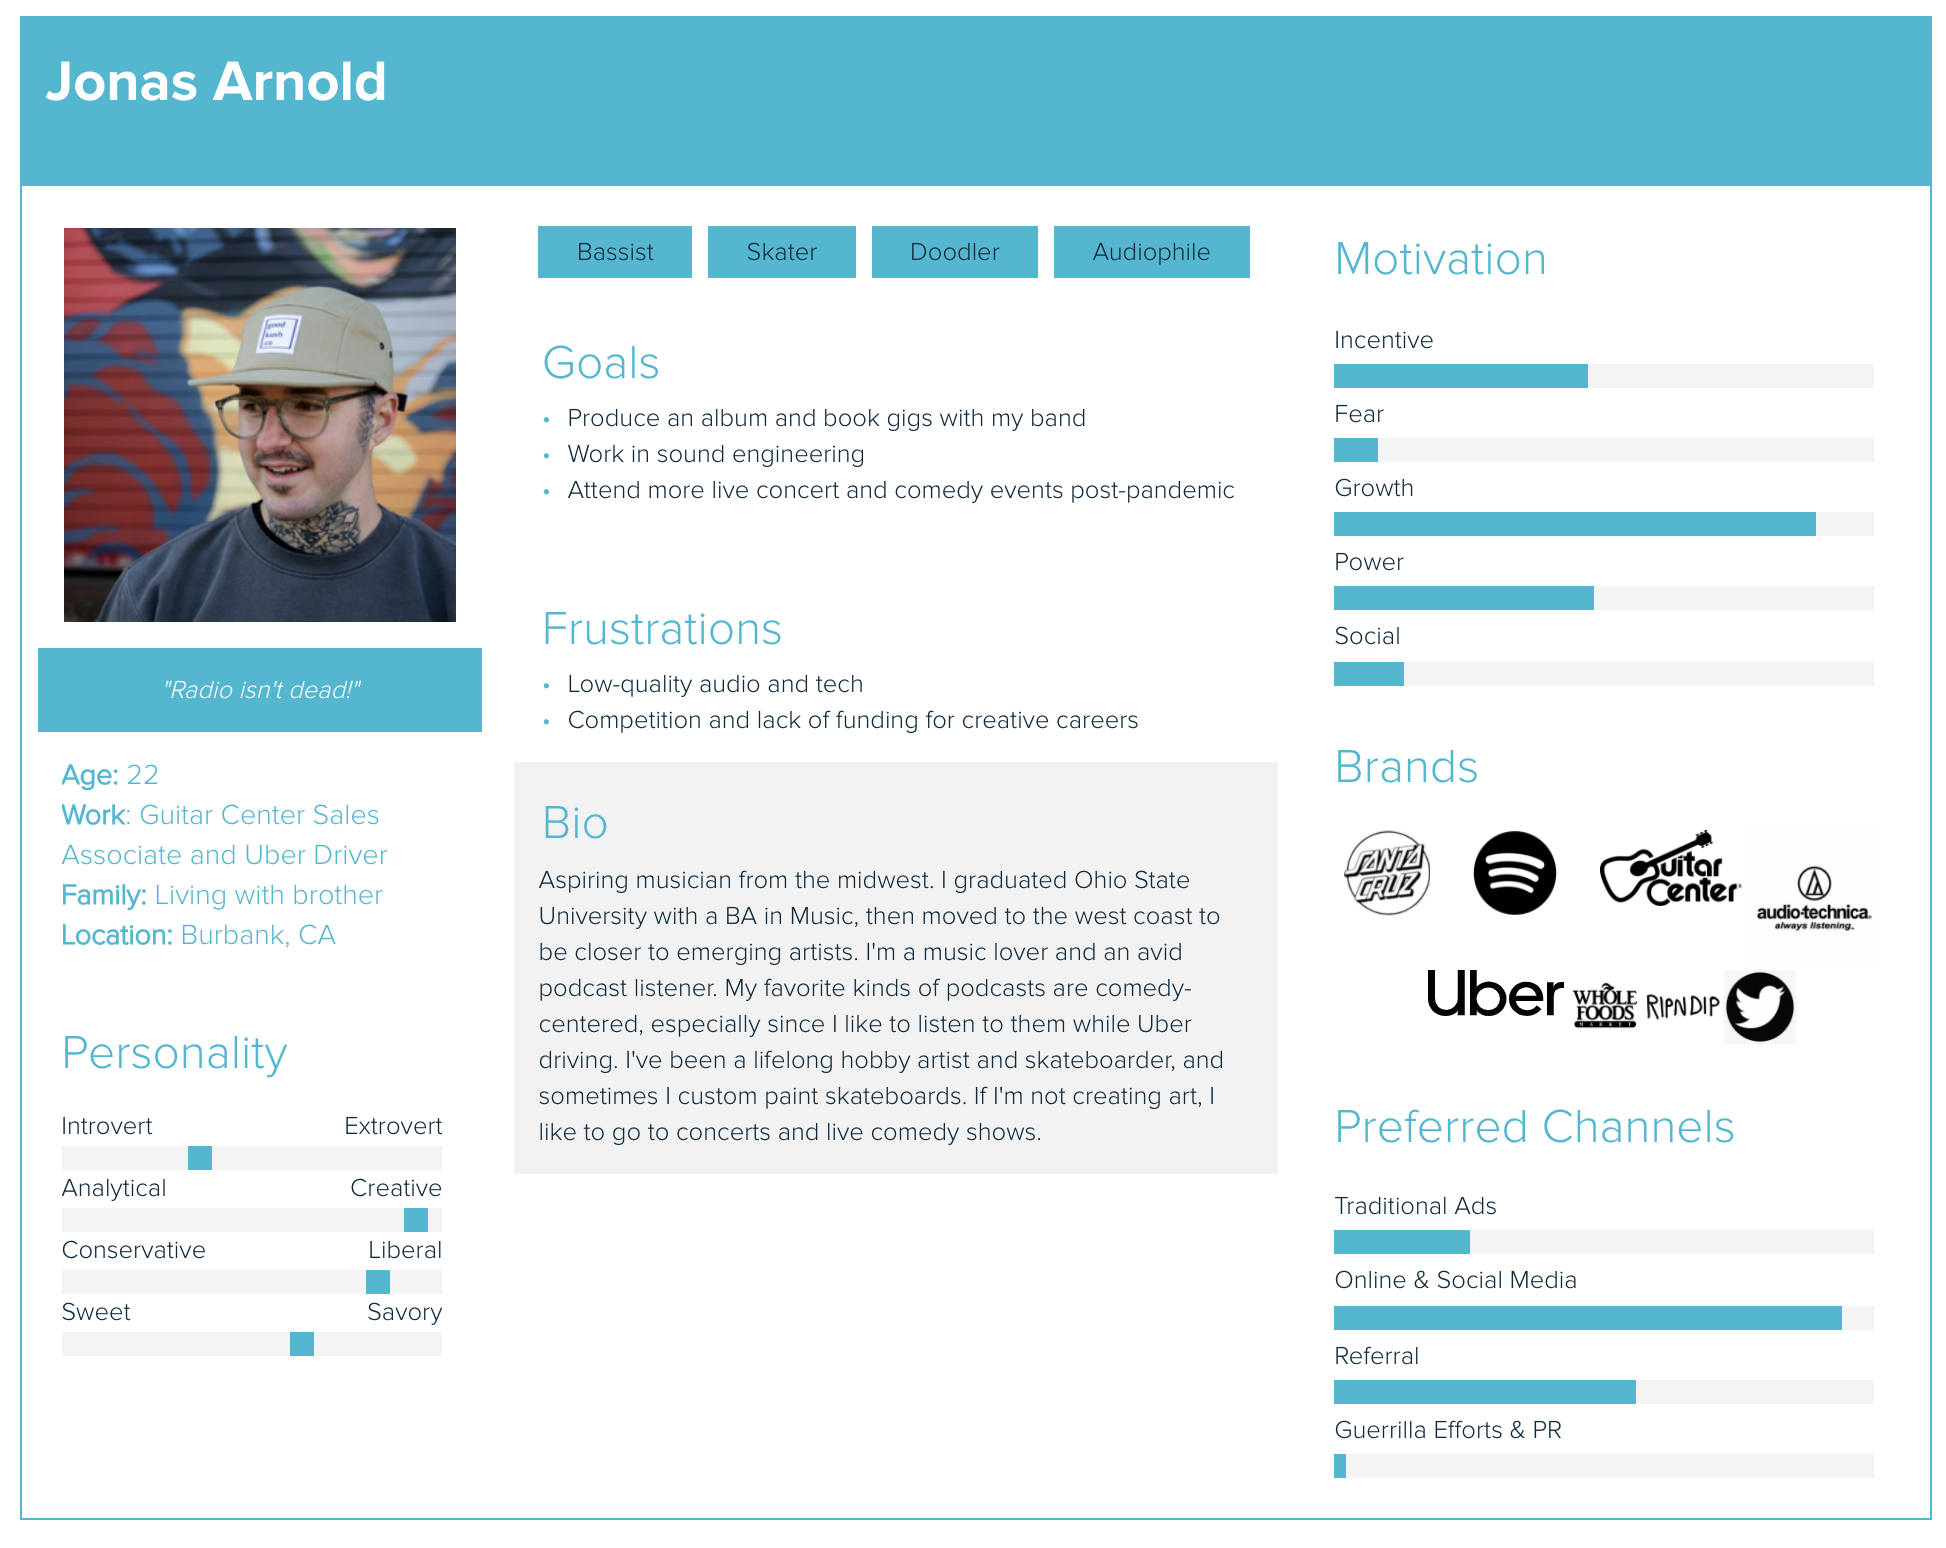 Jonas Arnold
good
kush
.co
"Radio isn't dead!"
Age: 22
Work: Guitar Center Sales
Associate and Uber Driver
Family: Living with brother
Location: Burbank, CA
Personality
Introvert Extrovert
Analytical Creative
Conservative Liberal
Sweet Savory
Bassist Skater Doodler Audiophile
Goals
• Produce an album and book gigs with my band
• Work in sound engineering
• Attend more live concert and comedy events post-pandemic
Frustrations
• Low-quality audio and tech
• Competition and lack of funding for creative careers
Bio
Aspiring musician from the midwest. I graduated Ohio State
University with a BA in Music, then moved to the west coast to
be closer to emerging artists. I'm a music lover and an avid
podcast listener. My favorite kinds of podcasts are comedy-
centered, especially since I like to listen to them while Uber
driving. I've been a lifelong hobby artist and skateboarder, and
sometimes I custom paint skateboards. If I'm not creating art, I
like to go to concerts and live comedy shows.
Motivation
Incentive
Fear
Growth
Power
Social
Brands
SANTA
CRUZ
Guitar
Center
audio-technica.
always listening.
Uber
WHOLE
FOODS
MARKET
RIPNDIP
Preferred Channels
Traditional Ads
Online & Social Media
Referral
Guerrilla Efforts & PR